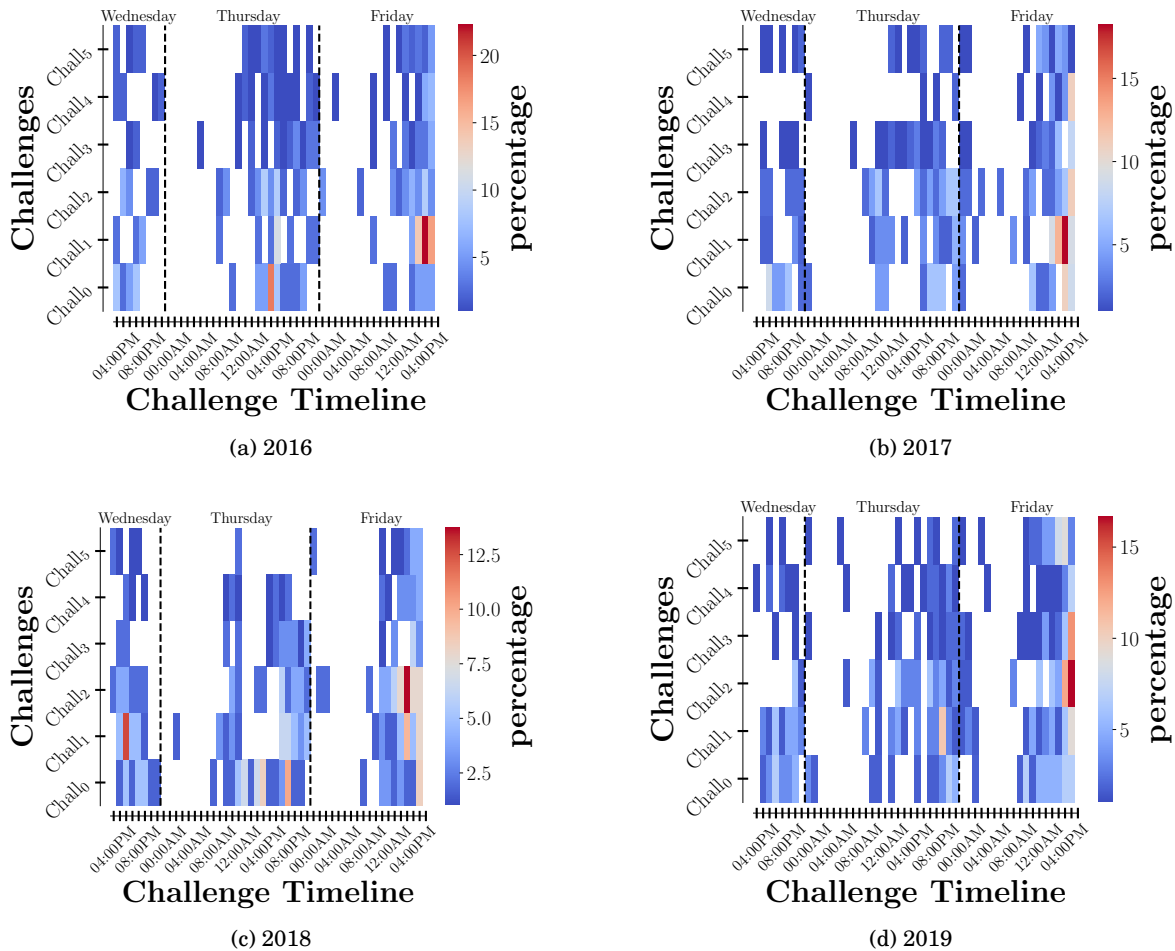 Wednesday Thursday Friday
Challenges
Chall5
Chall4
Chall3
Chall2
Chall1
Chall0
20
15
10
5
percentage
04:00PM 08:00PM 00:00AM 04:00AM 08:00AM 12:00AM 04:00PM 08:00PM 00:00AM 04:00AM 08:00AM 12:00AM 04:00PM
Challenge Timeline
(a) 2016
Wednesday Thursday Friday
Challenges
Chall5
Chall4
Chall3
Chall2
Chall1
Chall0
15
10
5
percentage
04:00PM 08:00PM 00:00AM 04:00AM 08:00AM 12:00AM 04:00PM 08:00PM 00:00AM 04:00AM 08:00AM 12:00AM 04:00PM
Challenge Timeline
(b) 2017
Wednesday Thursday Friday
Challenges
Chall5
Chall4
Chall3
Chall2
Chall1
Chall0
12.5
10.0
7.5
5.0
2.5
percentage
04:00PM 08:00PM 00:00AM 04:00AM 08:00AM 12:00AM 04:00PM 08:00PM 00:00AM 04:00AM 08:00AM 12:00AM 04:00PM
Challenge Timeline
(c) 2018
Wednesday Thursday Friday
Challenges
Chall5
Chall4
Chall3
Chall2
Chall1
Chall0
15
10
5
percentage
04:00PM 08:00PM 00:00AM 04:00AM 08:00AM 12:00AM 04:00PM 08:00PM 00:00AM 04:00AM 08:00AM 12:00AM 04:00PM
Challenge Timeline
(d) 2019